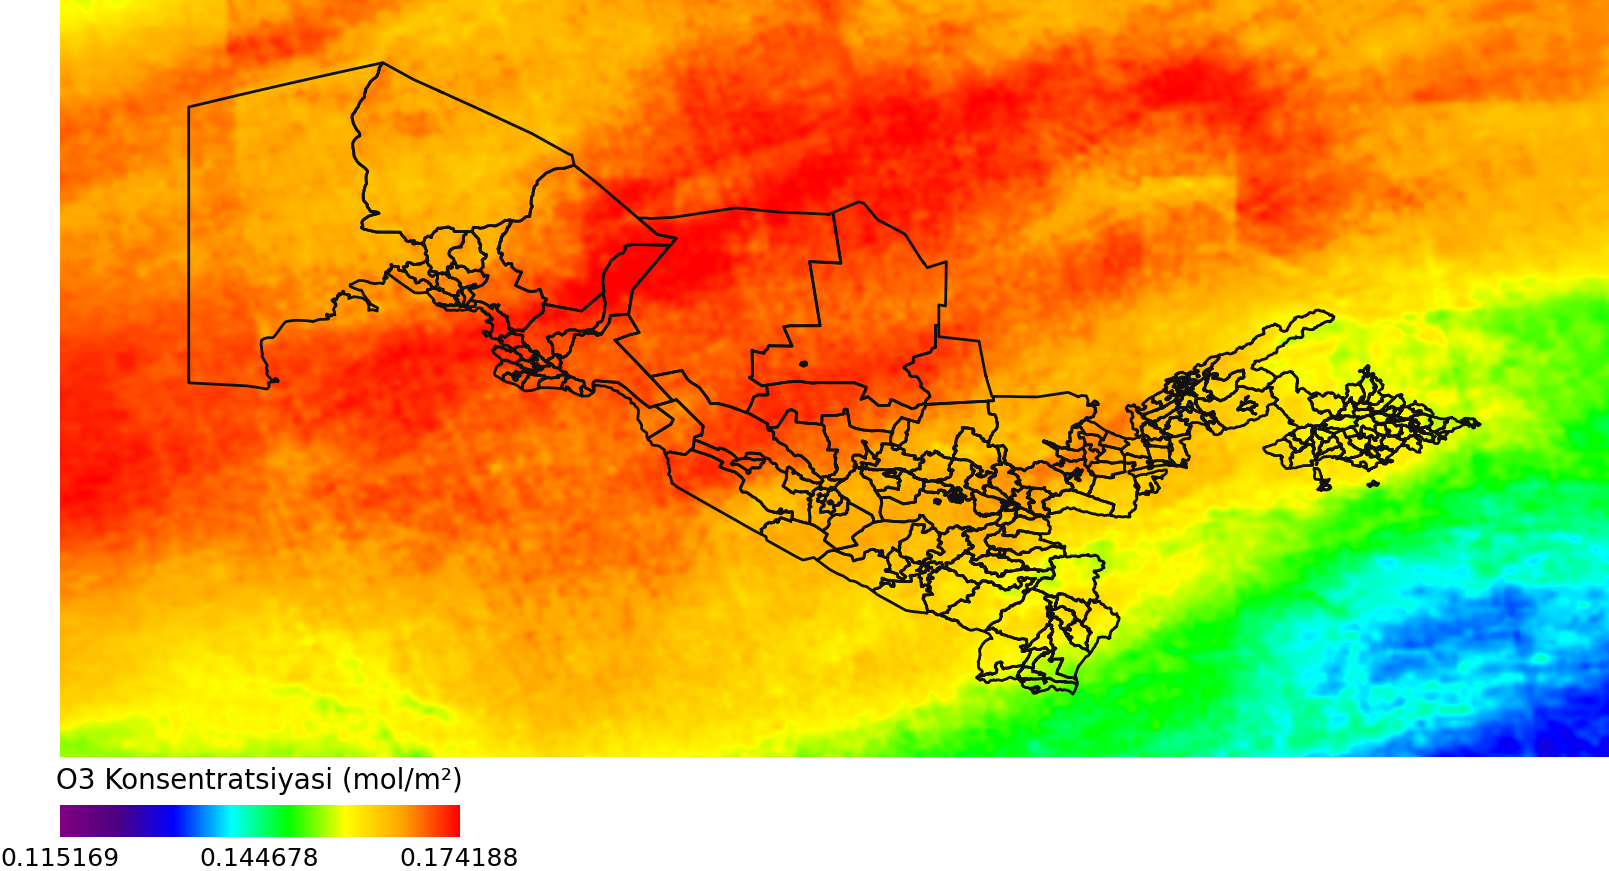 O3 Konsentratsiyasi (mol/m²)
0.115169 0.144678 0.174188